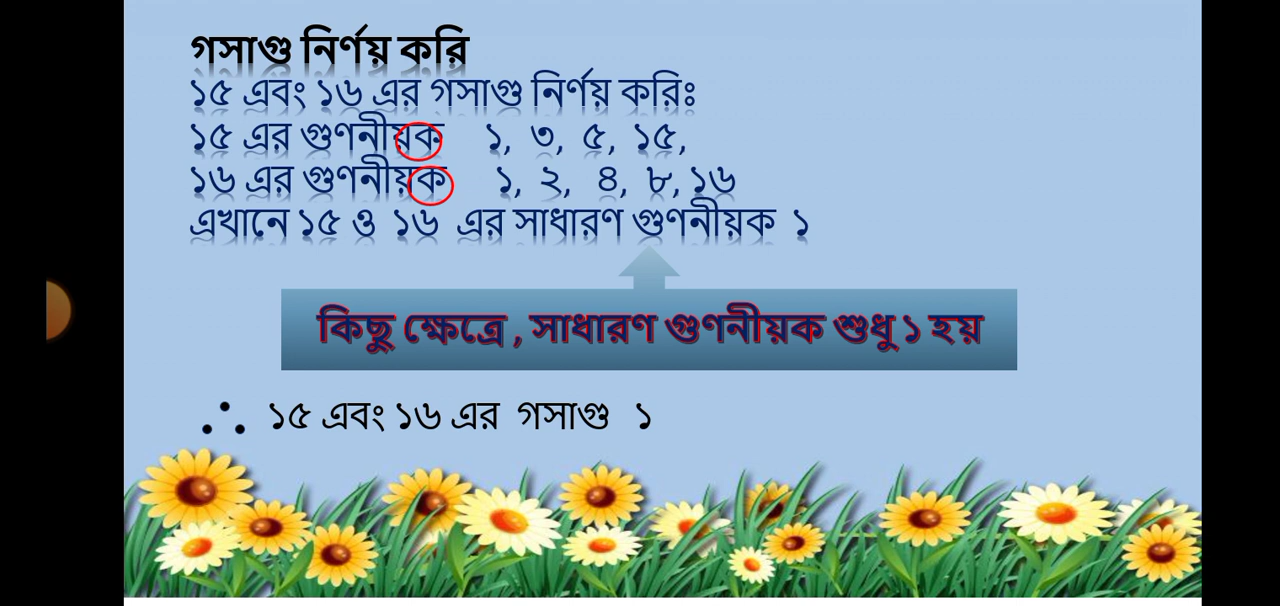 গসাগু নির্ণয় করি
১৫ এবং ১৬ এর গসাগু নির্ণয় করিঃ
১৫ এর গুণনীয়ক ১, ৩, ৫, ১৫,
১৬ এর গুণনীয়ক ১, ২, ৪, ৮, ১৬
এখানে ১৫ ও ১৬ এর সাধারণ গুণনীয়ক ১
কিছু ক্ষেত্রে , সাধারণ গুণনীয়ক শুধু ১ হয়
∴ ১৫ এবং ১৬ এর গসাগু ১